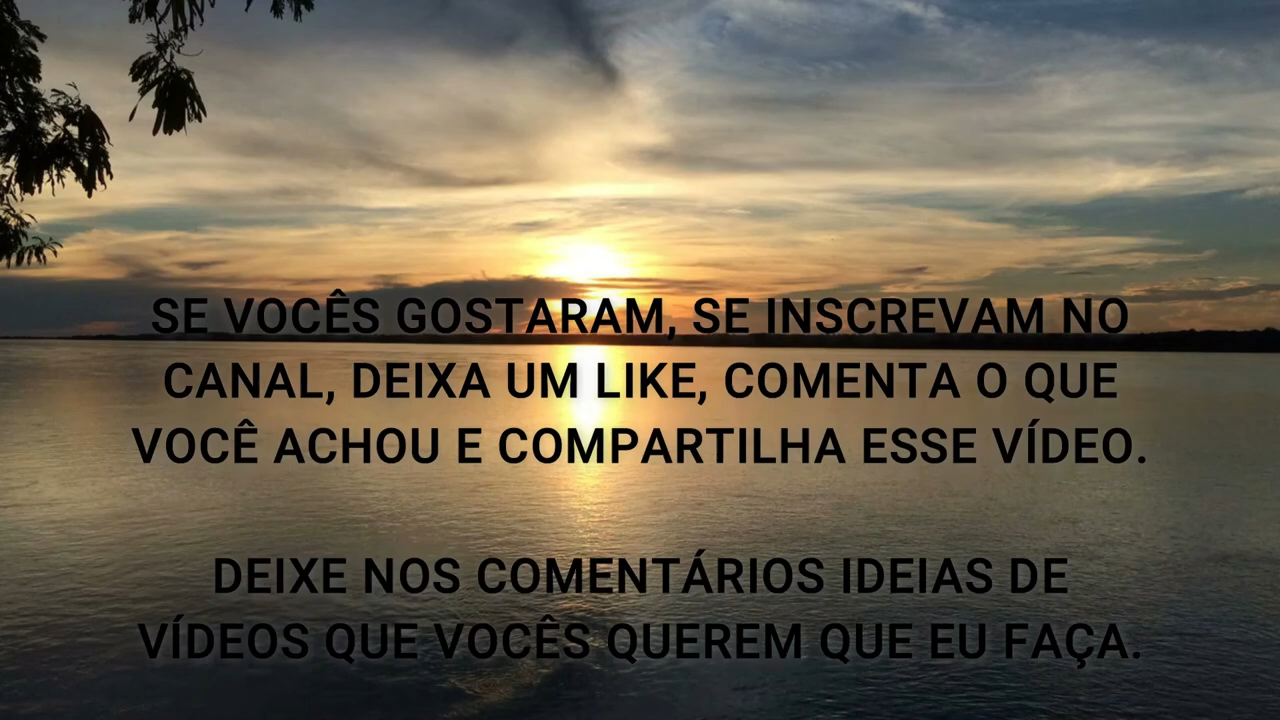 SE VOCÊS GOSTARAM, SE INSCREVAM NO
CANAL, DEIXA UM LIKE, COMENTA O QUE
VOCÊ ACHOU E COMPARTILHA ESSE VÍDEO.
DEIXE NOS COMENTÁRIOS IDEIAS DE
VÍDEOS QUE VOCÊS QUEREM QUE EU FAÇA.